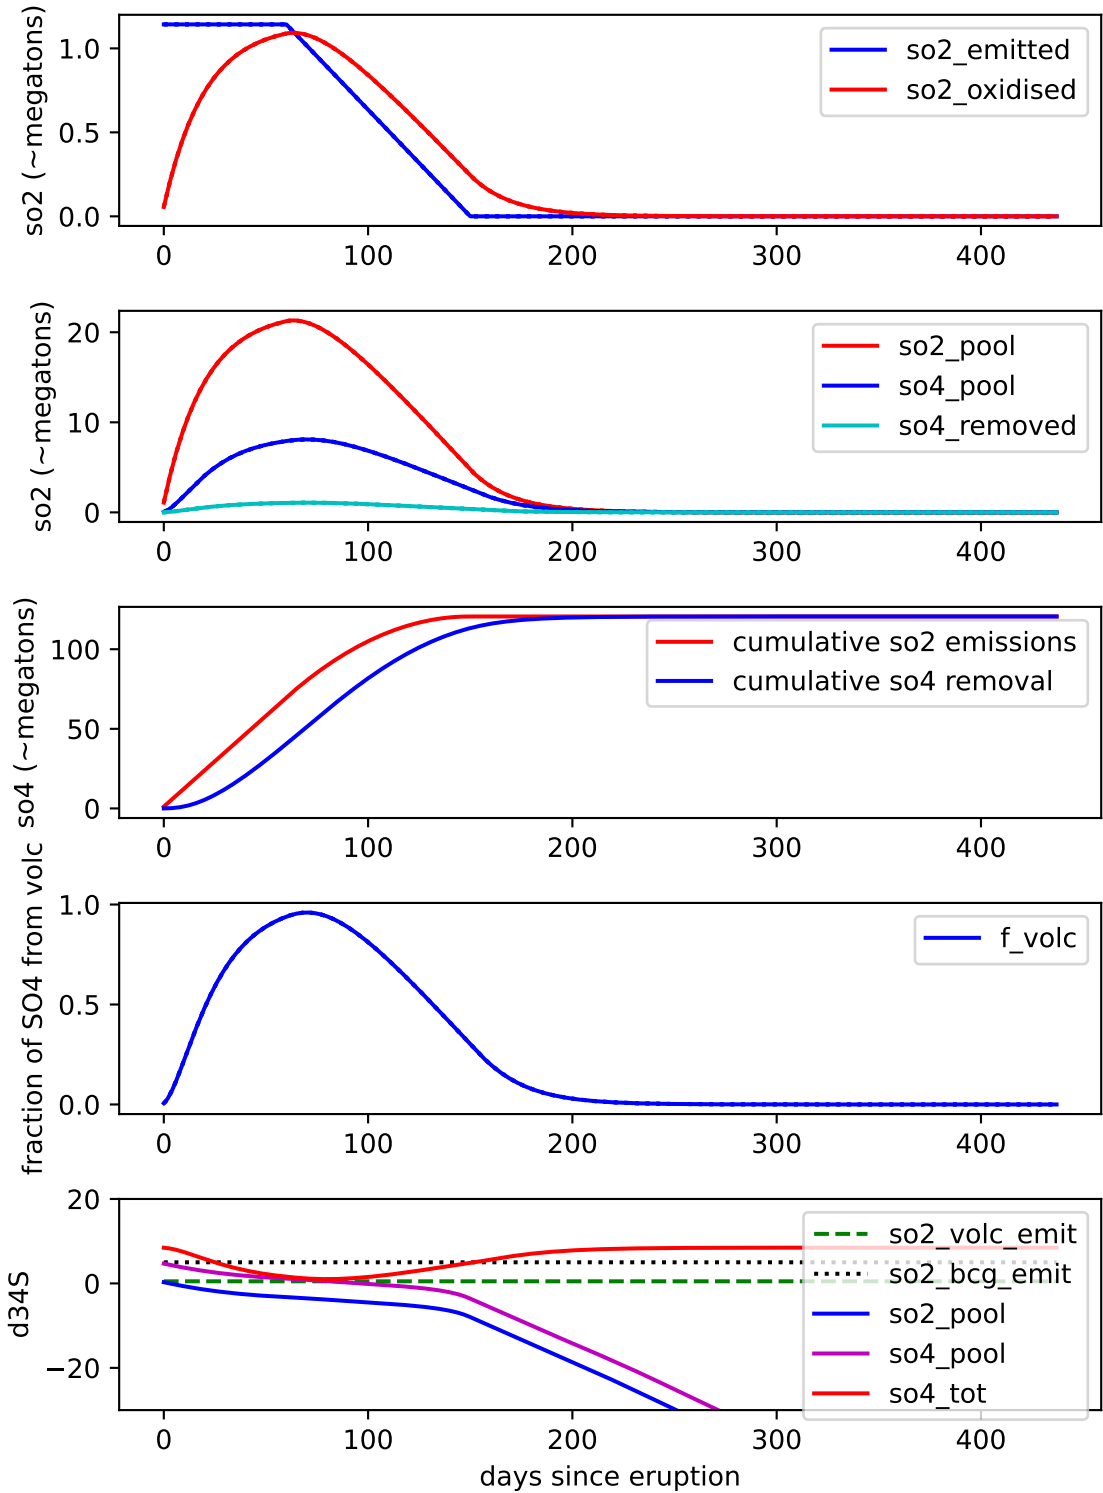 so2 (~megatons)
1.0
0.5
0.0
so2_emitted
so2_oxidised
0 100 200 300 400
so2 (~megatons)
20
10
0
so2_pool
so4_pool
so4_removed
0 100 200 300 400
so4 (~megatons)
100
50
0
cumulative so2 emissions
cumulative so4 removal
0 100 200 300 400
fraction of SO4 from volc
1.0
0.5
0.0
f_volc
0 100 200 300 400
d34S
20
0
−20
so2_volc_emit
so2_bcg_emit
so2_pool
so4_pool
so4_tot
0 100 200 300 400
days since eruption